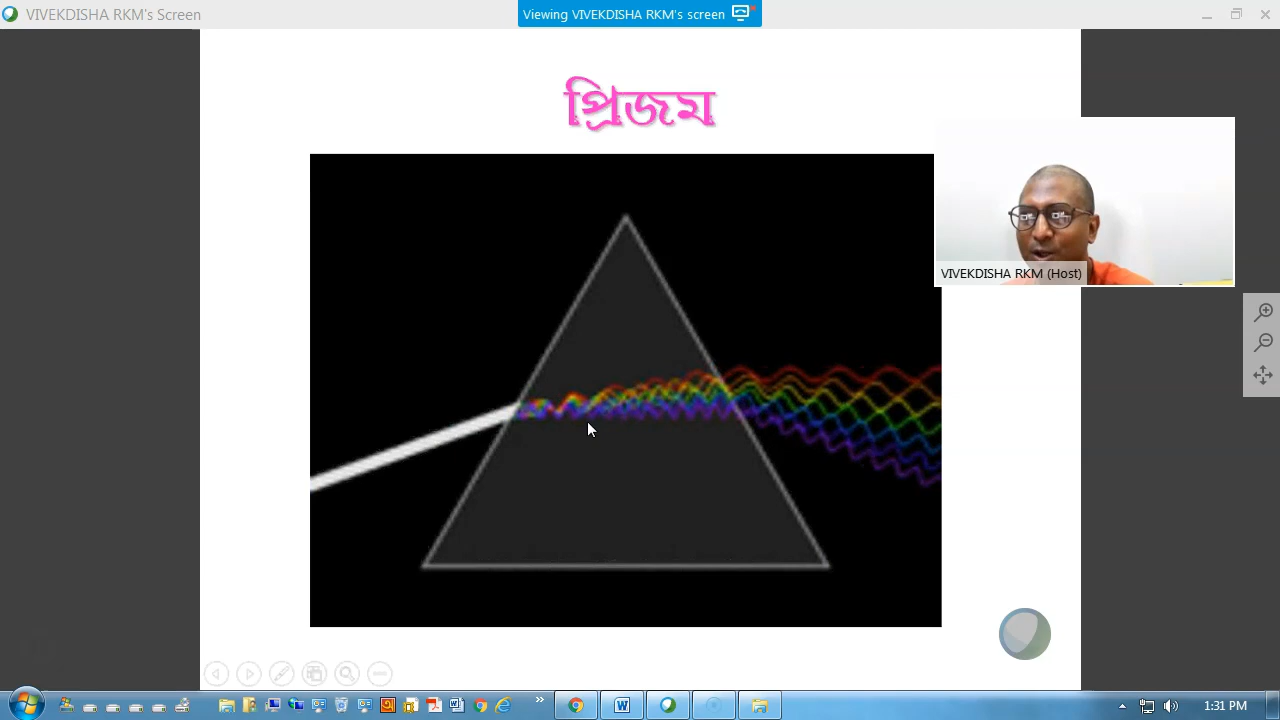 VIVEKDISHA RKM's Screen
Viewing VIVEKDISHA RKM's screen
প্রিজম
VIVEKDISHA RKM (Host)
1:31 PM